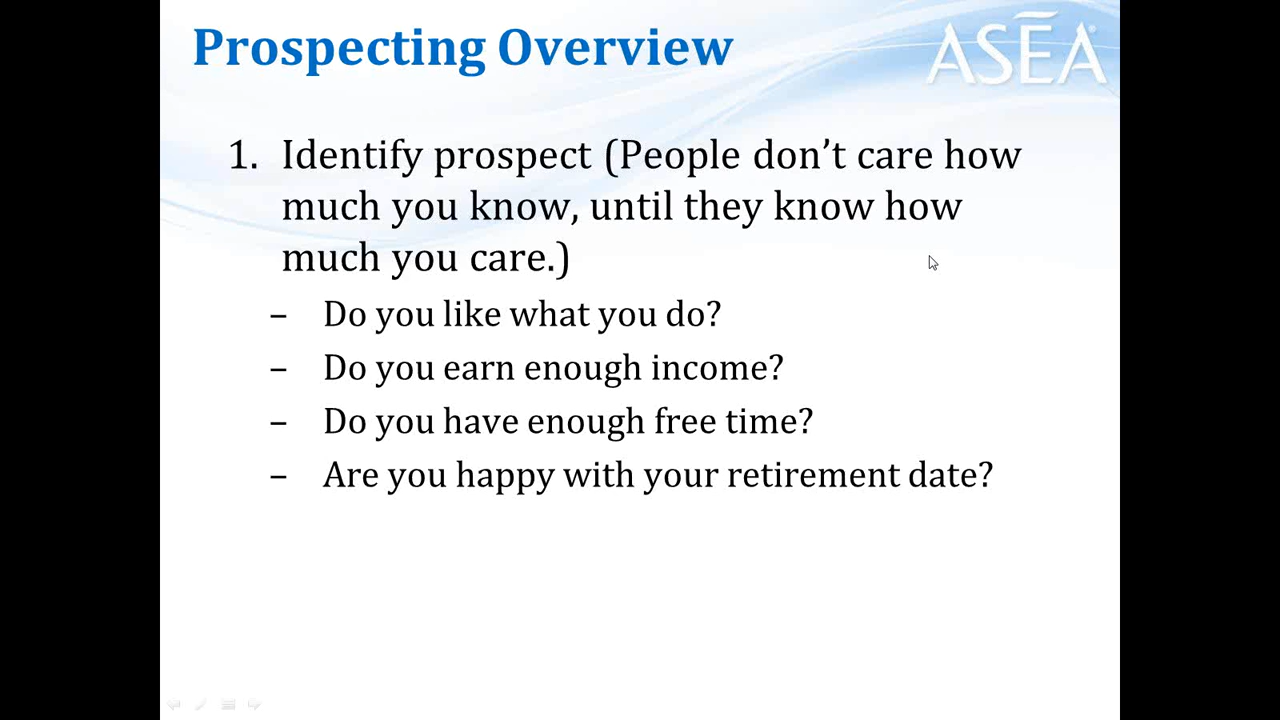 Prospecting Overview
ASEA
1. Identify prospect (People don’t care how
much you know, until they know how
much you care.)
– Do you like what you do?
– Do you earn enough income?
– Do you have enough free time?
– Are you happy with your retirement date?